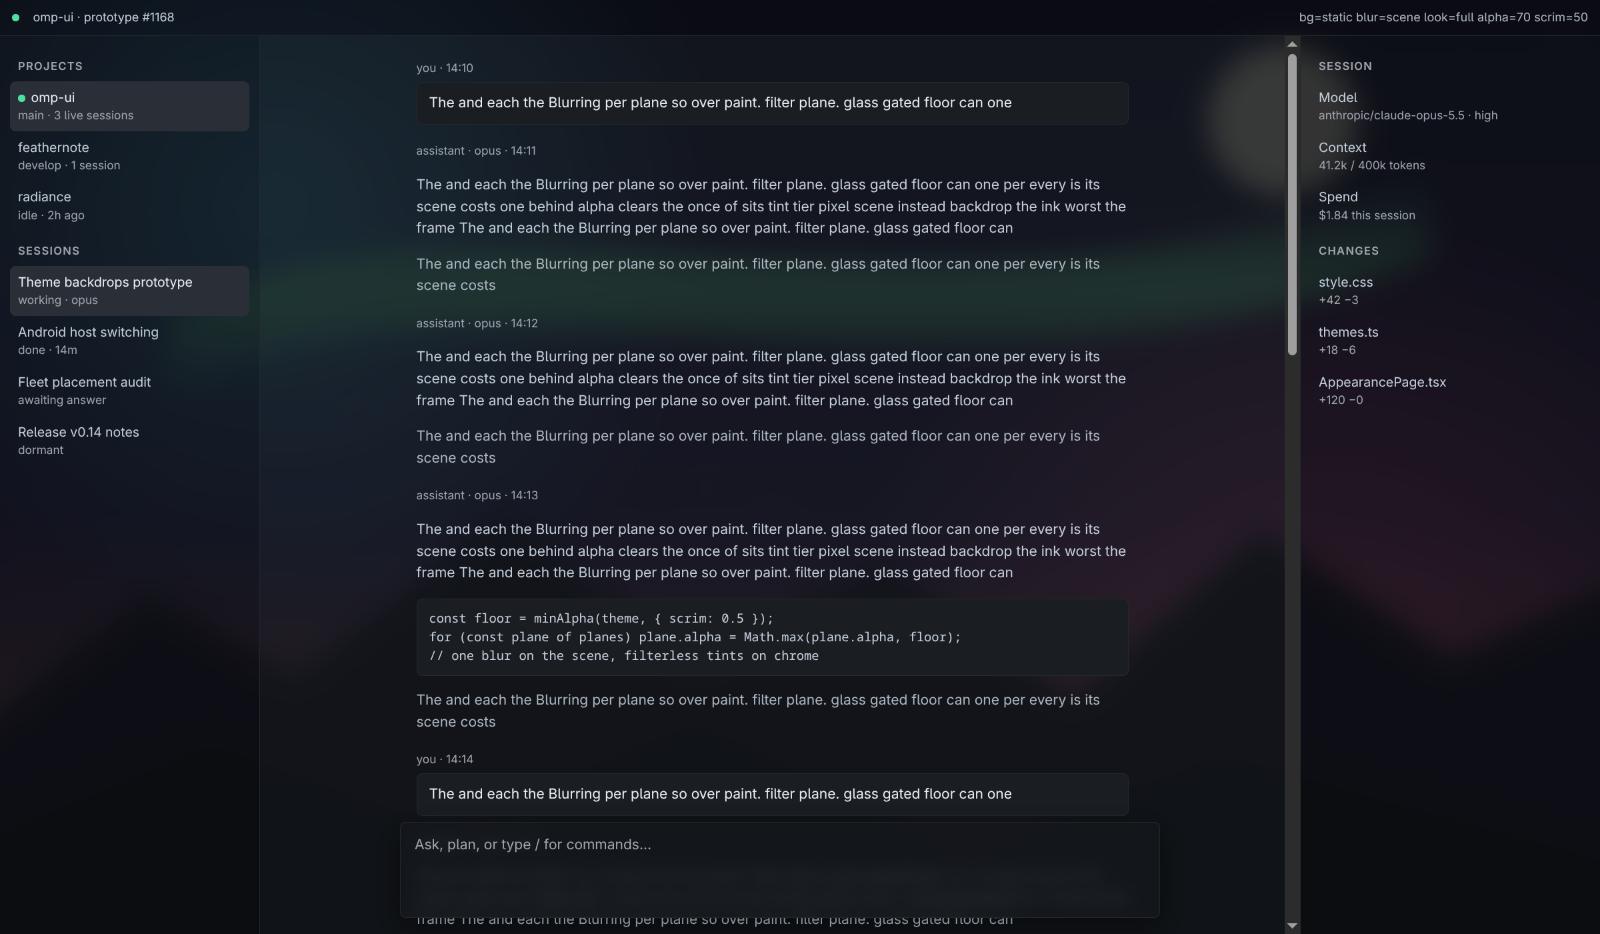 omp-ui · prototype #1168
bg=static blur=scene look=full alpha=70 scrim=50
PROJECTS
omp-ui
main · 3 live sessions
feathernote
develop · 1 session
radiance
idle · 2h ago
SESSIONS
Theme backdrops prototype
working · opus
Android host switching
done · 14m
Fleet placement audit
awaiting answer
Release v0.14 notes
dormant
you · 14:10
The and each the Blurring per plane so over paint. filter plane. glass gated floor can one
assistant · opus · 14:11
The and each the Blurring per plane so over paint. filter plane. glass gated floor can one per every is its
scene costs one behind alpha clears the once of sits tint tier pixel scene instead backdrop the ink worst the
frame The and each the Blurring per plane so over paint. filter plane. glass gated floor can
The and each the Blurring per plane so over paint. filter plane. glass gated floor can one per every is its
scene costs
assistant · opus · 14:12
The and each the Blurring per plane so over paint. filter plane. glass gated floor can one per every is its
scene costs one behind alpha clears the once of sits tint tier pixel scene instead backdrop the ink worst the
frame The and each the Blurring per plane so over paint. filter plane. glass gated floor can
The and each the Blurring per plane so over paint. filter plane. glass gated floor can one per every is its
scene costs
assistant · opus · 14:13
The and each the Blurring per plane so over paint. filter plane. glass gated floor can one per every is its
scene costs one behind alpha clears the once of sits tint tier pixel scene instead backdrop the ink worst the
frame The and each the Blurring per plane so over paint. filter plane. glass gated floor can
const floor = minAlpha(theme, { scrim: 0.5 });
for (const plane of planes) plane.alpha = Math.max(plane.alpha, floor);
// one blur on the scene, filterless tints on chrome
The and each the Blurring per plane so over paint. filter plane. glass gated floor can one per every is its
scene costs
you · 14:14
The and each the Blurring per plane so over paint. filter plane. glass gated floor can one
Ask, plan, or type / for commands…
frame The and each the Blurring per plane so over paint. filter plane. glass gated floor can
SESSION
Model
anthropic/claude-opus-5.5 · high
Context
41.2k / 400k tokens
Spend
$1.84 this session
CHANGES
style.css
+42 −3
themes.ts
+18 −6
AppearancePage.tsx
+120 −0